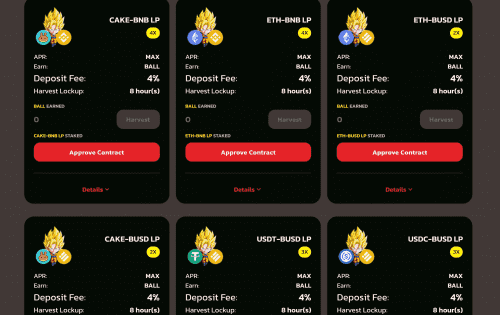 CAKE-BNB LP
4X
APR: MAX
Earn: BALL
Deposit Fee: 4%
Harvest Lockup: 8 hour(s)
BALL EARNED
0 Harvest
CAKE-BNB LP STAKED
Approve Contract
Details
ETH-BNB LP
4X
APR: MAX
Earn: BALL
Deposit Fee: 4%
Harvest Lockup: 8 hour(s)
BALL EARNED
0 Harvest
ETH-BNB LP STAKED
Approve Contract
Details
ETH-BUSD LP
2X
APR: MAX
Earn: BALL
Deposit Fee: 4%
Harvest Lockup: 8 hour(s)
BALL EARNED
0 Harvest
ETH-BUSD LP STAKED
Approve Contract
Details
CAKE-BUSD LP
2X
APR: MAX
Earn: BALL
Deposit Fee: 4%
Harvest Lockup: 8 hour(s)
USDT-BUSD LP
3X
APR: MAX
Earn: BALL
Deposit Fee: 4%
Harvest Lockup: 8 hour(s)
USDC-BUSD LP
3X
APR: MAX
Earn: BALL
Deposit Fee: 4%
Harvest Lockup: 8 hour(s)